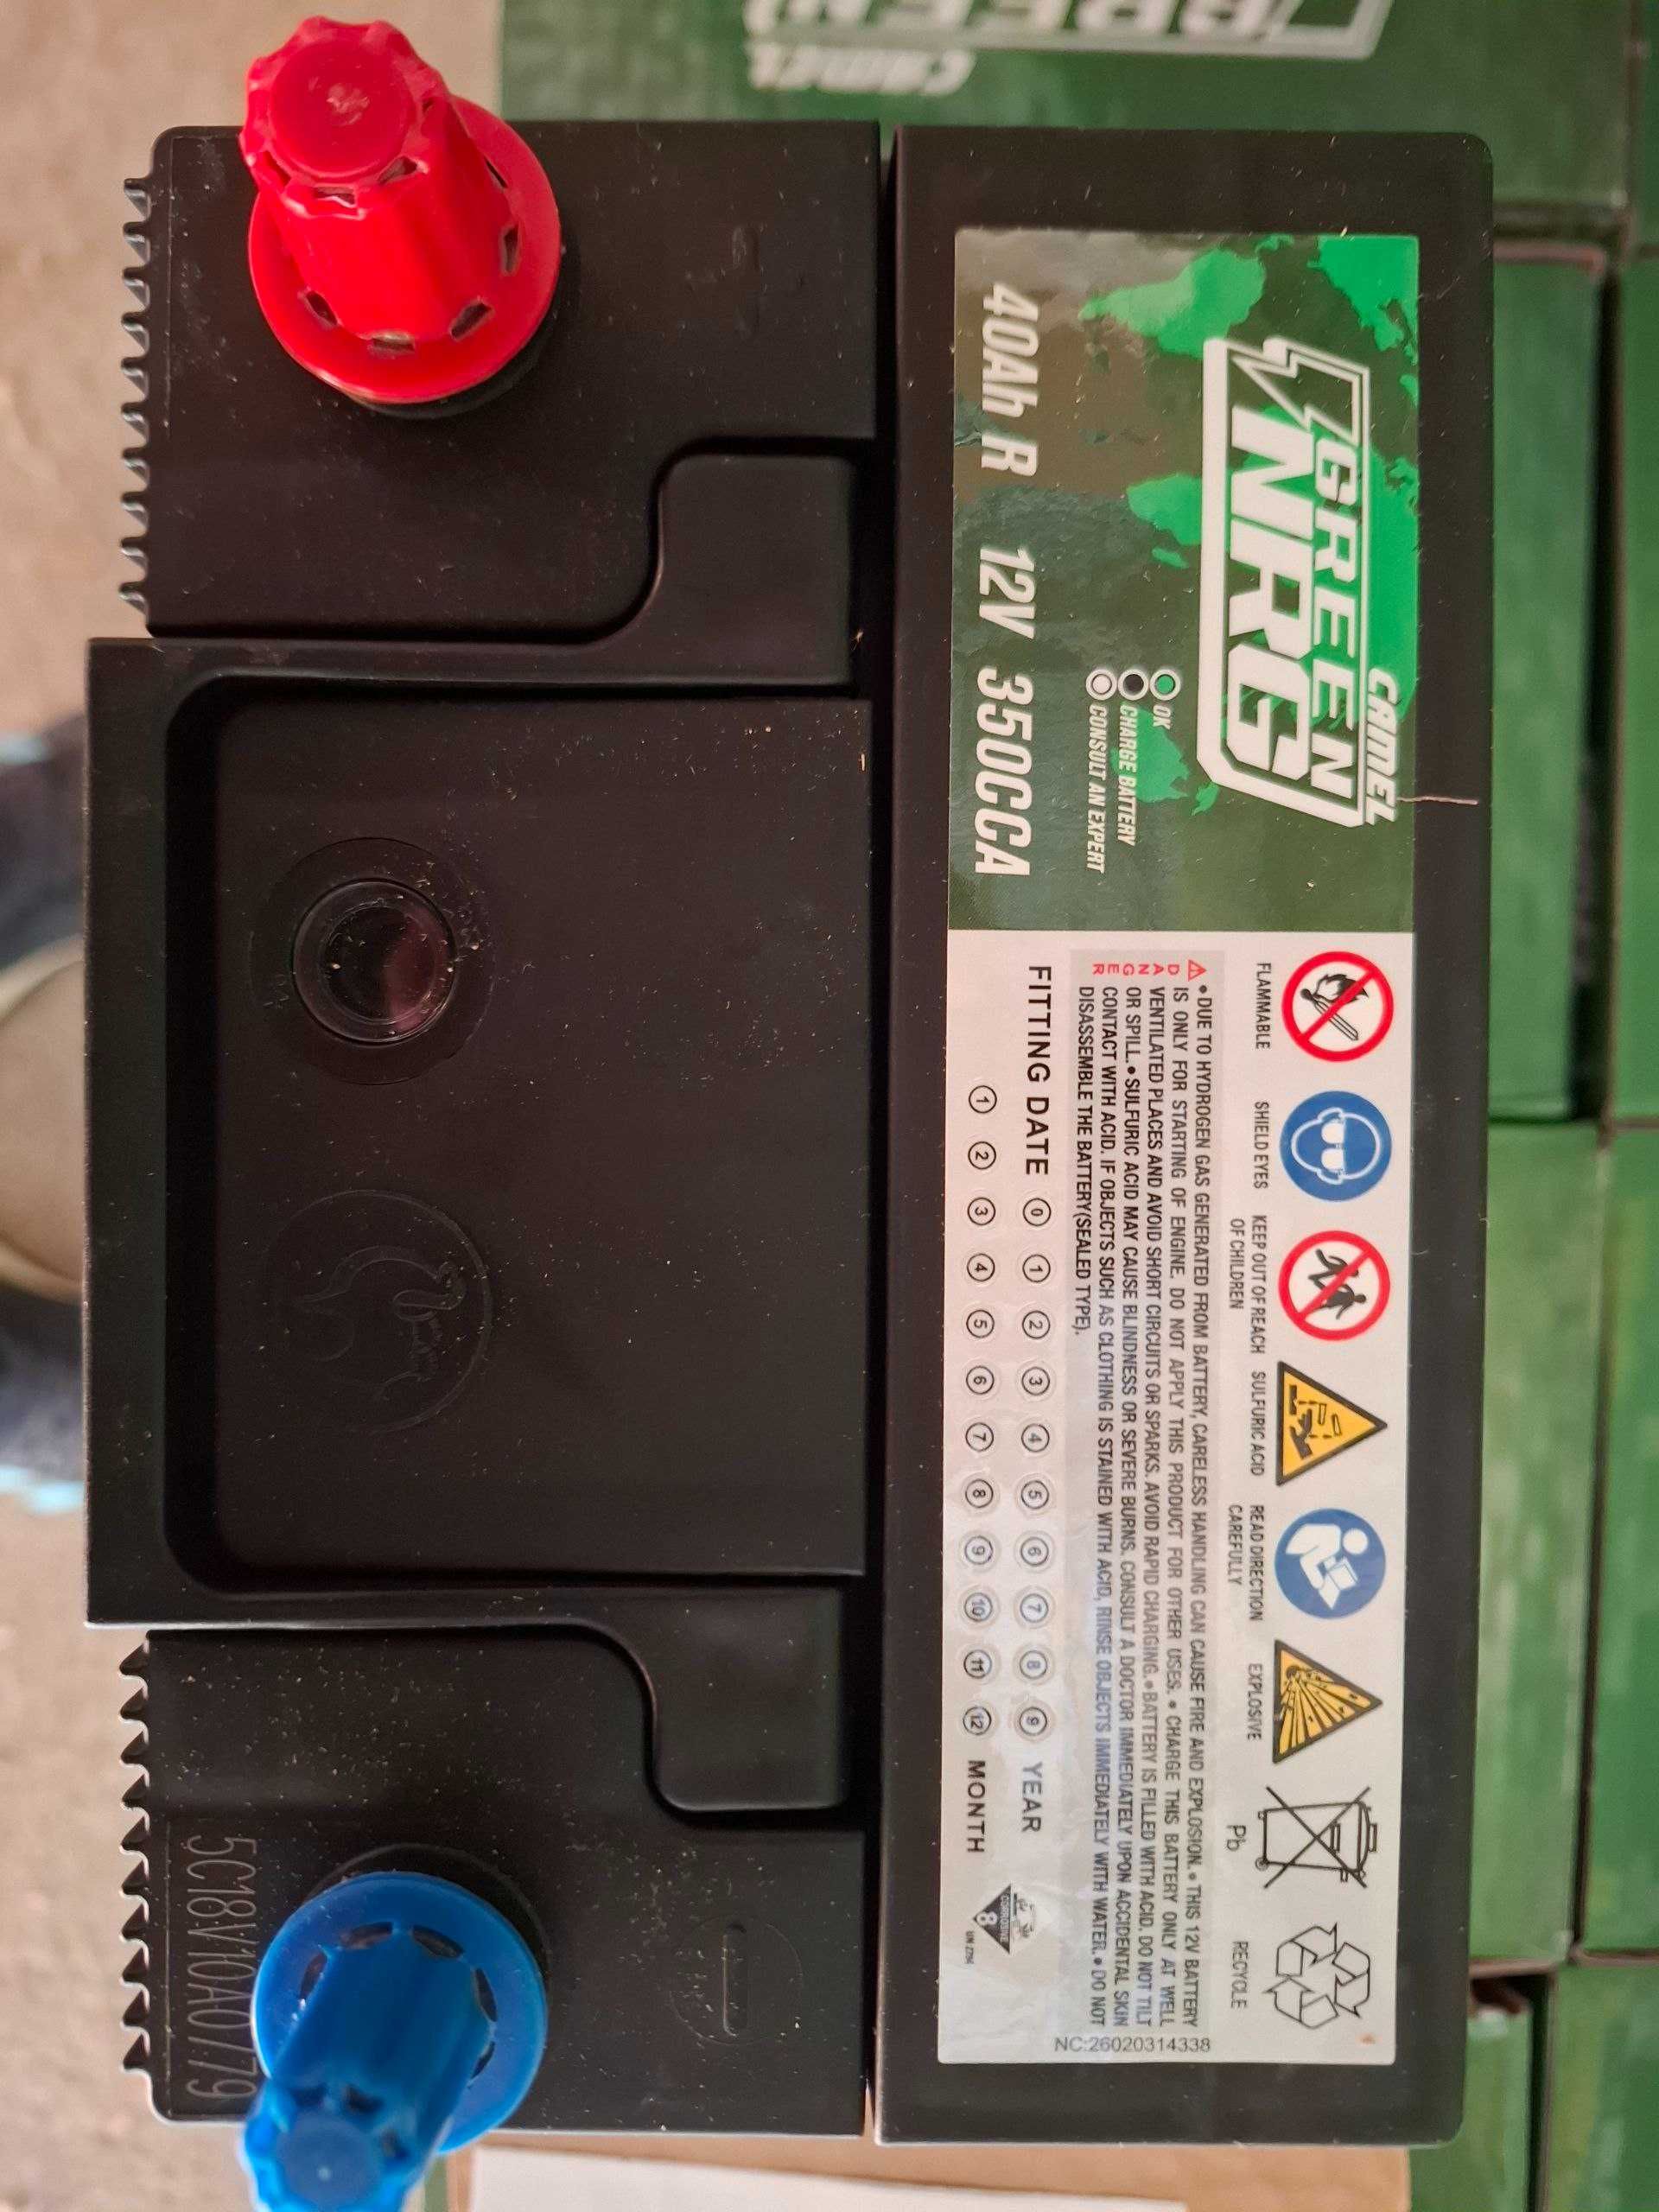 CAMEL
GREEN
NRG
OK
CHARGE BATTERY
CONSULT AN EXPERT
40Ah R 12V 350CCA
FLAMMABLE
SHIELD EYES
KEEP OUT OF REACH
OF CHILDREN
SULFURIC ACID
READ DIRECTION
CAREFULLY
EXPLOSIVE
Pb
RECYCLE
DANGER
• DUE TO HYDROGEN GAS GENERATED FROM BATTERY, CARELESS HANDLING CAN CAUSE FIRE AND EXPLOSION. • THIS 12V BATTERY
IS ONLY FOR STARTING OF ENGINE. DO NOT APPLY THIS PRODUCT FOR OTHER USES. • CHARGE THIS BATTERY ONLY AT WELL
VENTILATED PLACES AND AVOID SHORT CIRCUITS OR SPARKS. AVOID RAPID CHARGING. • BATTERY IS FILLED WITH ACID. DO NOT TILT
OR SPILL. • SULFURIC ACID MAY CAUSE BLINDNESS OR SEVERE BURNS. CONSULT A DOCTOR IMMEDIATELY UPON ACCIDENTAL SKIN
CONTACT WITH ACID. IF OBJECTS SUCH AS CLOTHING IS STAINED WITH ACID, RINSE OBJECTS IMMEDIATELY WITH WATER. • DO NOT
DISASSEMBLE THE BATTERY(SEALED TYPE).
FITTING DATE 0 1 2 3 4 5 6 7 8 9 YEAR
1 2 3 4 5 6 7 8 9 10 11 12 MONTH
CORROSIVE
8
NC:26020314338
5C18V10A0779
CAMEL
GREEN